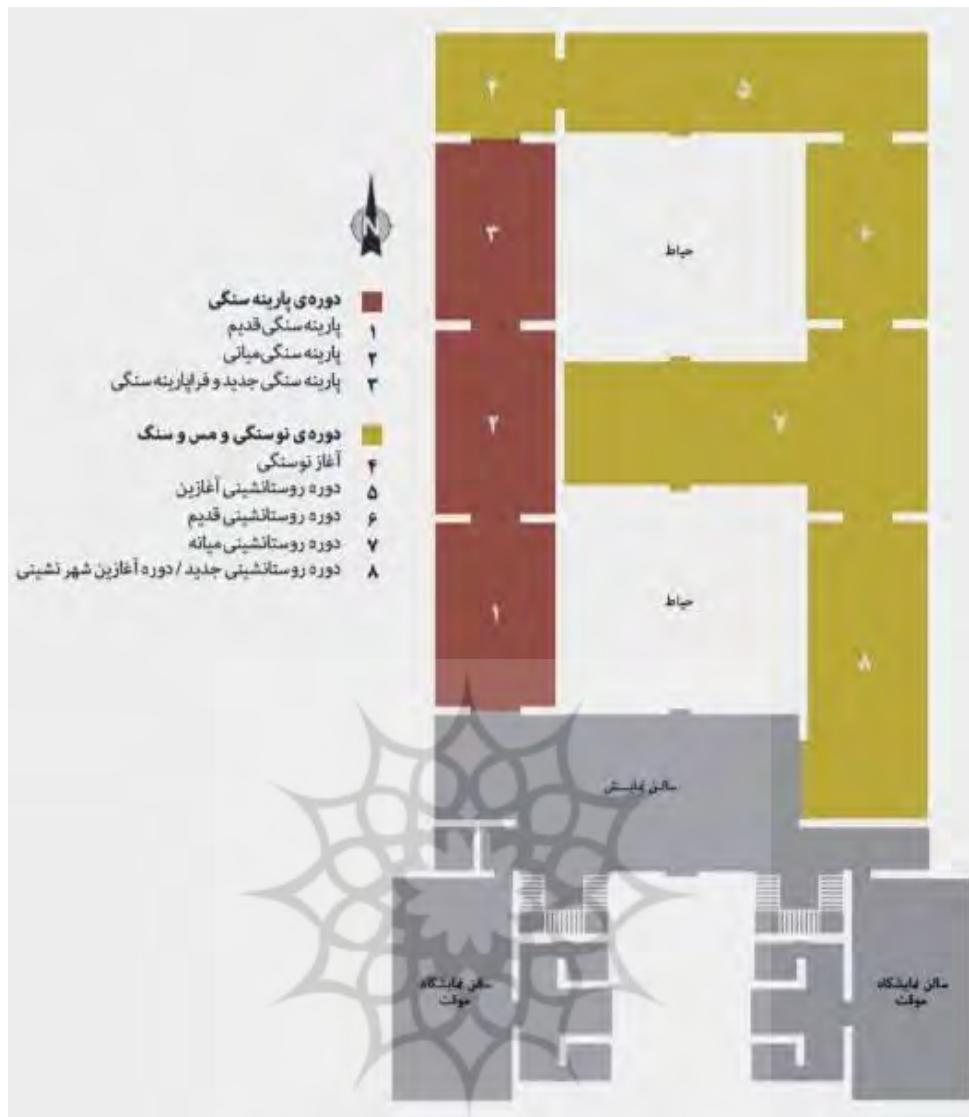 ۴
۵
۳
حیاط
۶
N
دوره‌ی پارینه سنگی
۱ پارینه سنگی قدیم
۲ پارینه سنگی میانی
۳ پارینه سنگی جدید و فراپارینه سنگی
دوره‌ی نوسنگی و مس و سنگ
۴ آغاز نوسنگی
۵ دوره روستانشینی آغازین
۶ دوره روستانشینی قدیم
۷ دوره روستانشینی میانه
۸ دوره روستانشینی جدید / دوره آغازین شهر نشینی
۲
۷
۱
حیاط
۸
سالن نمایش
سالن نمایشگاه
موقت
سالن نمایشگاه
موقت